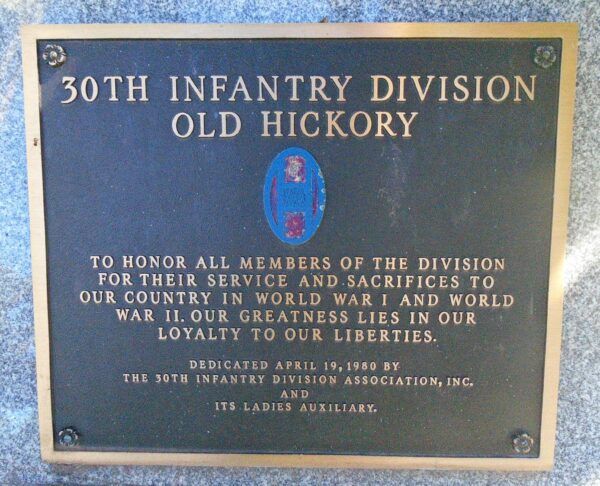 30TH INFANTRY DIVISION
OLD HICKORY
TO HONOR ALL MEMBERS OF THE DIVISION
FOR THEIR SERVICE AND SACRIFICES TO
OUR COUNTRY IN WORLD WAR I AND WORLD
WAR II. OUR GREATNESS LIES IN OUR
LOYALTY TO OUR LIBERTIES.
DEDICATED APRIL 19, 1980 BY
THE 30TH INFANTRY DIVISION ASSOCIATION, INC.
AND
ITS LADIES AUXILIARY.